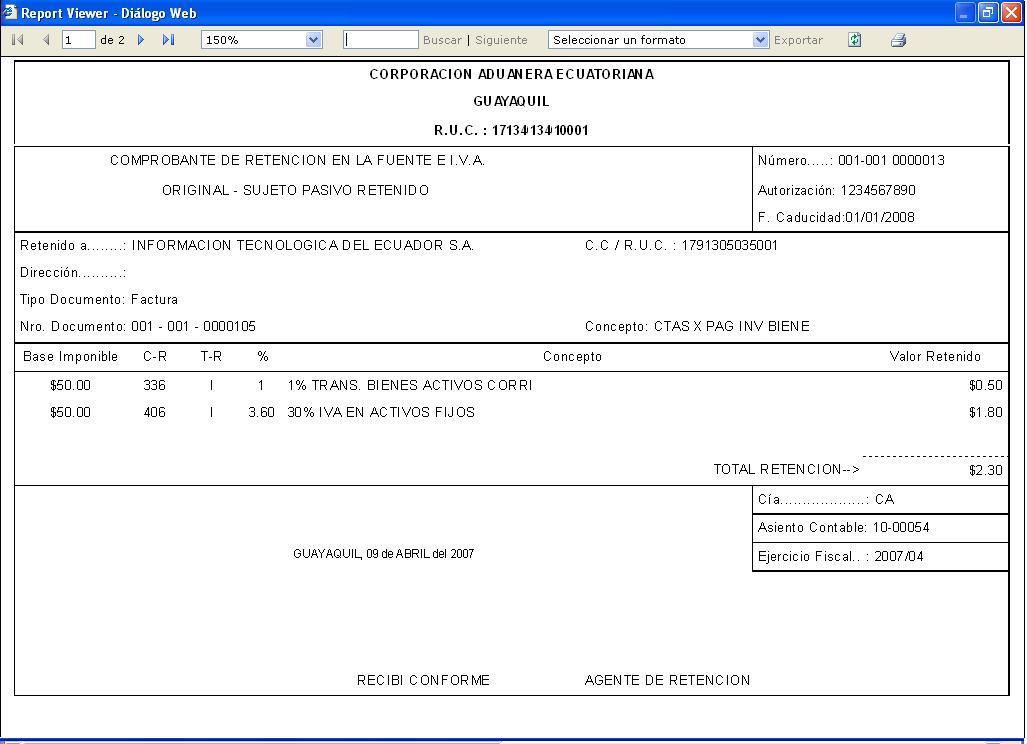 Report Viewer - Diálogo Web
1 de 2 150% Buscar | Siguiente Seleccionar un formato Exportar
CORPORACION ADUANERA ECUATORIANA
GUAYAQUIL
R.U.C. : 1713413410001
COMPROBANTE DE RETENCION EN LA FUENTE E I.V.A.
Número.....: 001-001 0000013
ORIGINAL - SUJETO PASIVO RETENIDO
Autorización: 1234567890
F. Caducidad:01/01/2008
Retenido a........: INFORMACION TECNOLOGICA DEL ECUADOR S.A. C.C / R.U.C. : 1791305035001
Dirección..........:
Tipo Documento: Factura
Nro. Documento: 001 - 001 - 0000105 Concepto: CTAS X PAG INV BIENE
Base Imponible C-R T-R % Concepto Valor Retenido
$50.00 336 I 1 1% TRANS. BIENES ACTIVOS CORRI $0.50
$50.00 406 I 3.60 30% IVA EN ACTIVOS FIJOS $1.80
TOTAL RETENCION--> $2.30
Cía...................: CA
Asiento Contable: 10-00054
GUAYAQUIL, 09 de ABRIL del 2007
Ejercicio Fiscal.. : 2007/04
RECIBI CONFORME AGENTE DE RETENCION